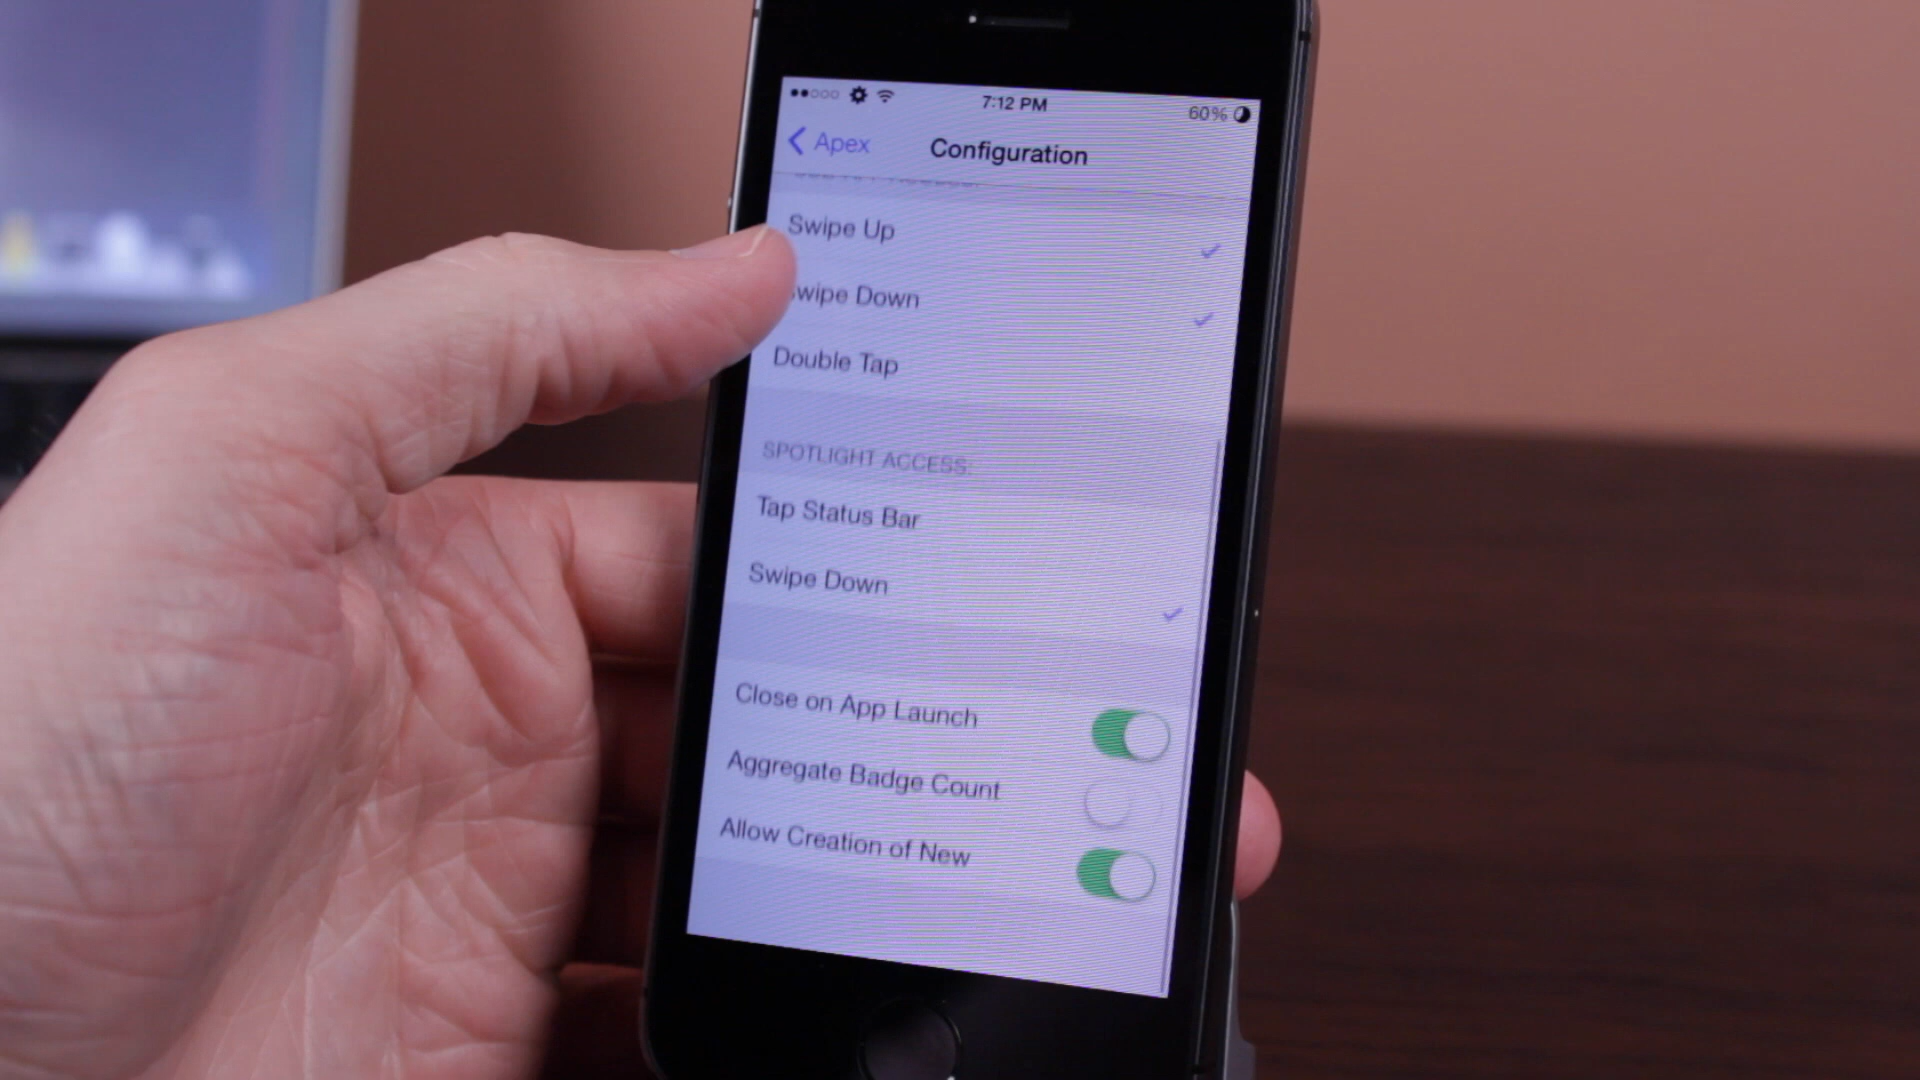 7:12 PM
60%
Apex
Configuration
Swipe Up
Swipe Down
Double Tap
SPOTLIGHT ACCESS:
Tap Status Bar
Swipe Down
Close on App Launch
Aggregate Badge Count
Allow Creation of New